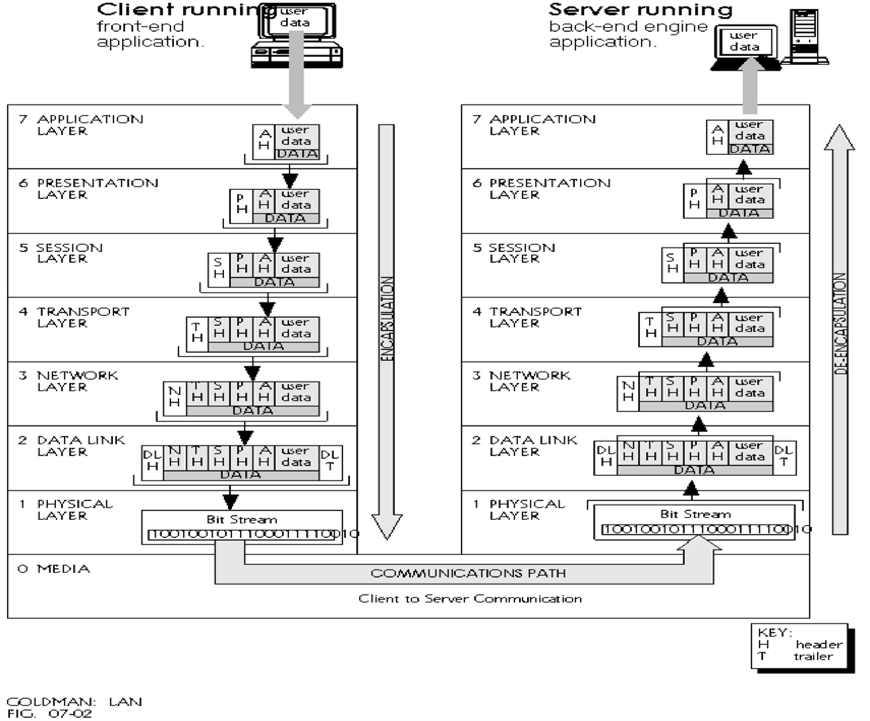 Client running
front-end
application.
user
data
Server running
back-end engine
application.
user
data
7 APPLICATION
LAYER
A
H
user
data
DATA
6 PRESENTATION
LAYER
P
H
A
H
user
data
DATA
5 SESSION
LAYER
S
H
P
H
A
H
user
data
DATA
4 TRANSPORT
LAYER
T
H
S
H
P
H
A
H
user
data
DATA
3 NETWORK
LAYER
N
H
T
H
S
H
P
H
A
H
user
data
DATA
2 DATA LINK
LAYER
DL
H
N
H
T
H
S
H
P
H
A
H
user
data
DL
T
DATA
1 PHYSICAL
LAYER
Bit Stream
1001001011100011110010
ENCAPSULATION
7 APPLICATION
LAYER
A
H
user
data
DATA
6 PRESENTATION
LAYER
P
H
A
H
user
data
DATA
5 SESSION
LAYER
S
H
P
H
A
H
user
data
DATA
4 TRANSPORT
LAYER
T
H
S
H
P
H
A
H
user
data
DATA
3 NETWORK
LAYER
N
H
T
H
S
H
P
H
A
H
user
data
DATA
2 DATA LINK
LAYER
DL
H
N
H
T
H
S
H
P
H
A
H
user
data
DL
T
DATA
1 PHYSICAL
LAYER
Bit Stream
1001001011100011110010
DE-ENCAPSULATION
0 MEDIA
COMMUNICATIONS PATH
Client to Server Communication
KEY:
H header
T trailer
GOLDMAN: LAN
FIG. 07-02